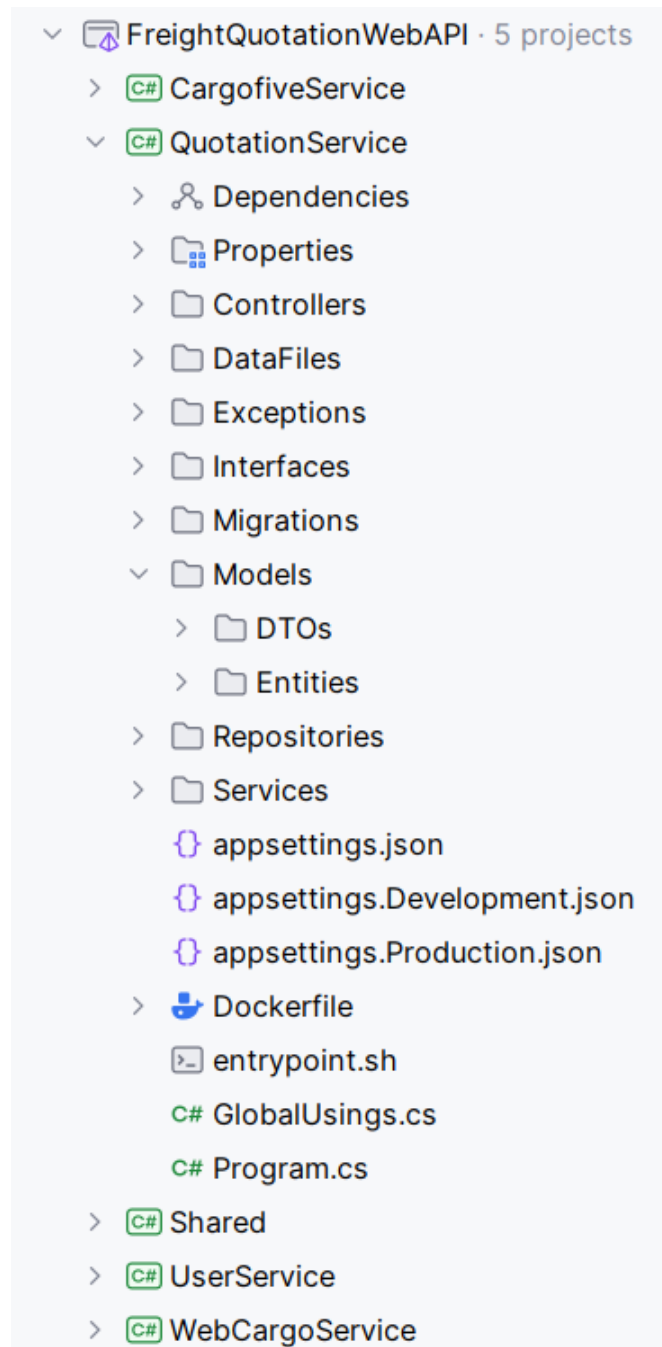 FreightQuotationWebAPI · 5 projects
C# CargofiveService
C# QuotationService
Dependencies
Properties
Controllers
DataFiles
Exceptions
Interfaces
Migrations
Models
DTOs
Entities
Repositories
Services
{} appsettings.json
{} appsettings.Development.json
{} appsettings.Production.json
Dockerfile
entrypoint.sh
C# GlobalUsings.cs
C# Program.cs
C# Shared
C# UserService
C# WebCargoService